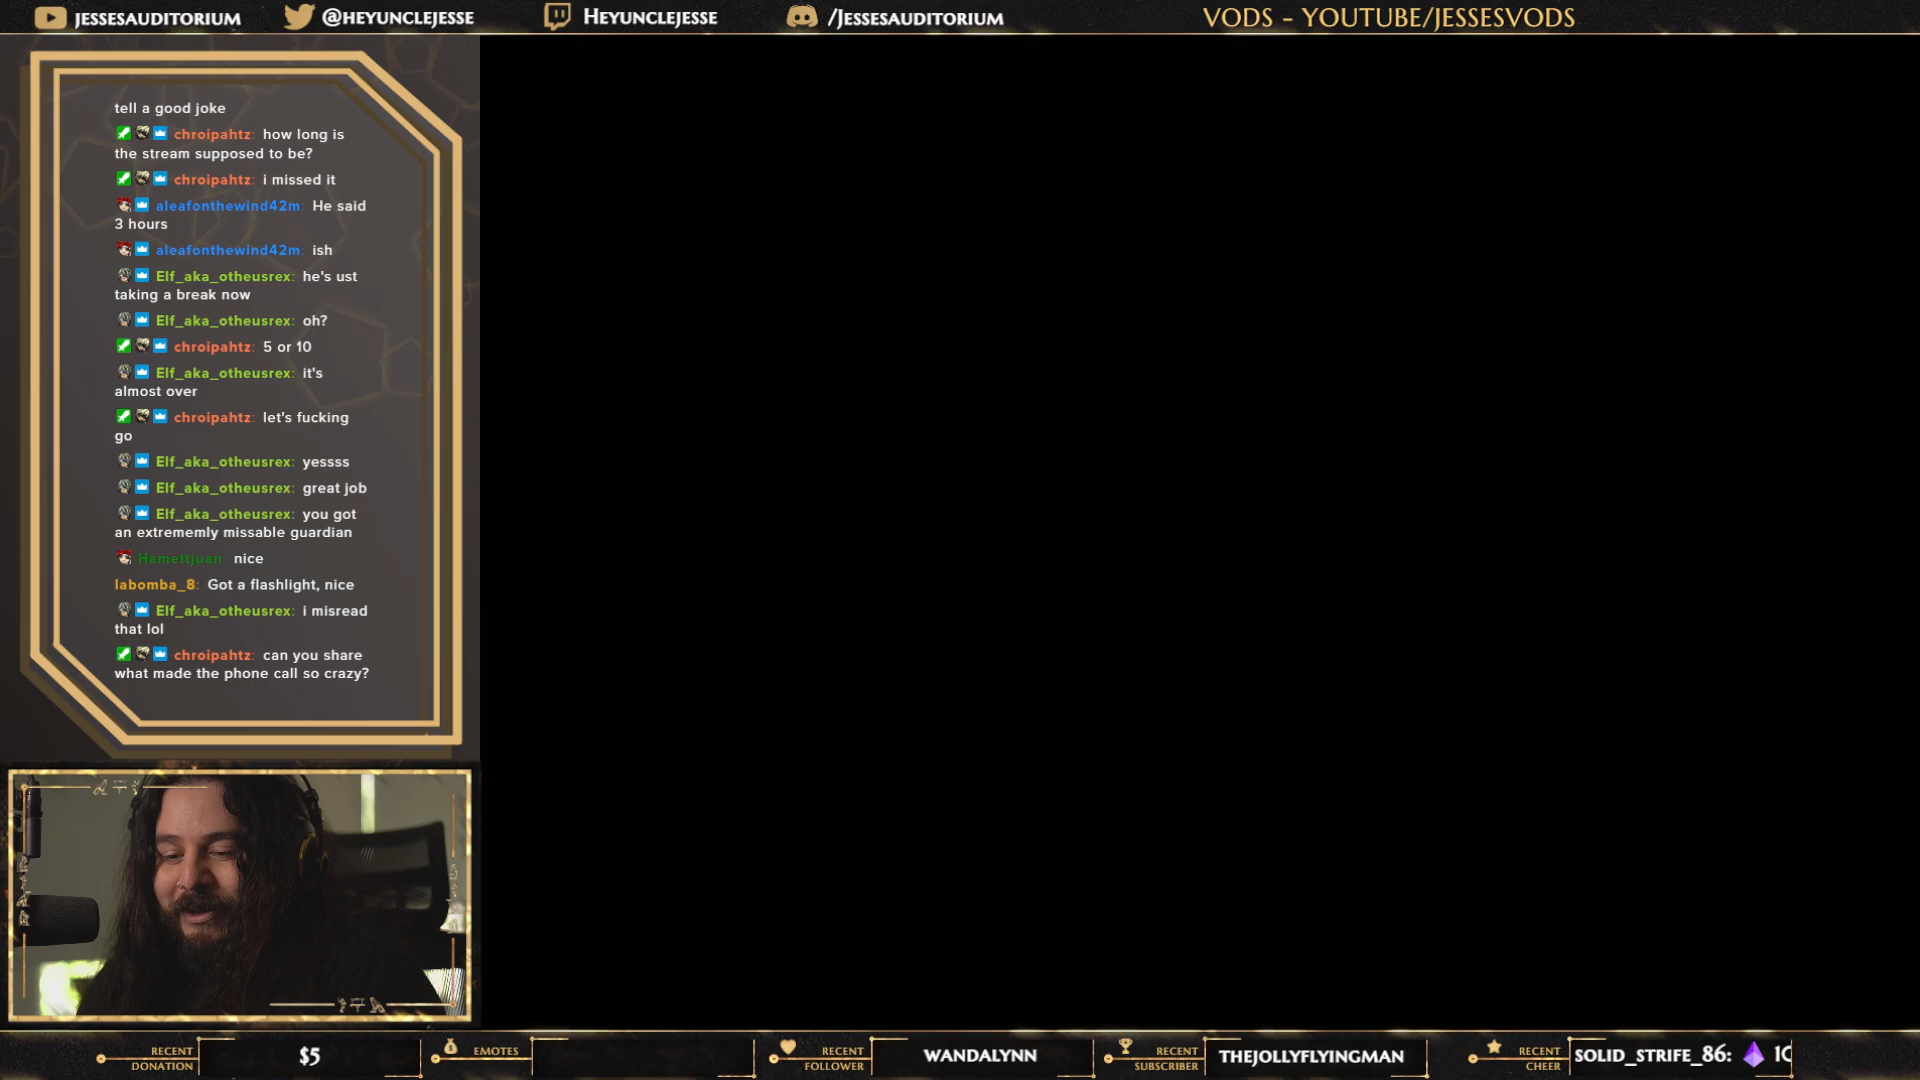 JESSESAUDITORIUM
@HEYUNCLEJESSE
HEYUNCLEJESSE
/JESSESAUDITORIUM
VODS - YOUTUBE/JESSESVODS
tell a good joke
chroipahtz: how long is
the stream supposed to be?
chroipahtz: i missed it
aleafonthewind42m: He said
3 hours
aleafonthewind42m: ish
Elf_aka_otheusrex: he's ust
taking a break now
Elf_aka_otheusrex: oh?
chroipahtz: 5 or 10
Elf_aka_otheusrex: it's
almost over
chroipahtz: let's fucking
go
Elf_aka_otheusrex: yessss
Elf_aka_otheusrex: great job
Elf_aka_otheusrex: you got
an extrememly missable guardian
Hamettjuan nice
labomba_8: Got a flashlight, nice
Elf_aka_otheusrex: i misread
that lol
chroipahtz: can you share
what made the phone call so crazy?
RECENT
DONATION
$5
EMOTES
RECENT
FOLLOWER
WANDALYNN
RECENT
SUBSCRIBER
THEJOLLYFLYINGMAN
RECENT
CHEER
SOLID_STRIFE_86: